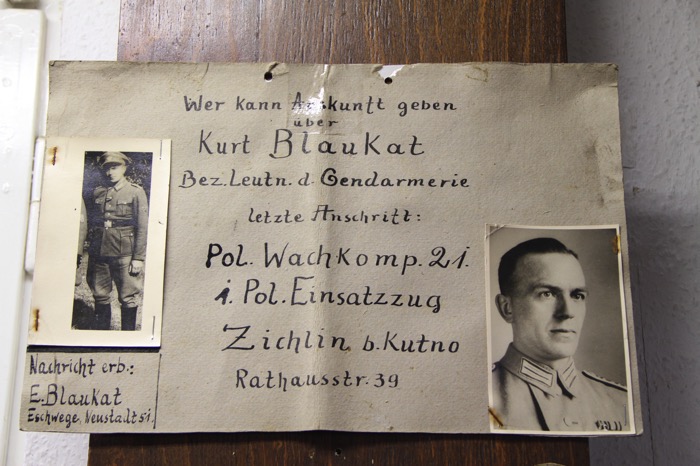 Wer kann Auskunft geben
über
Kurt Blaukat
Bez. Leutn. d. Gendarmerie
letzte Anschrift:
Pol. Wachkomp. 21.
i. Pol. Einsatzzug
Zichlin b. Kutno
Rathausstr. 39
Nachricht erb.:
E. Blaukat
Eschwege, Neustadt 51.